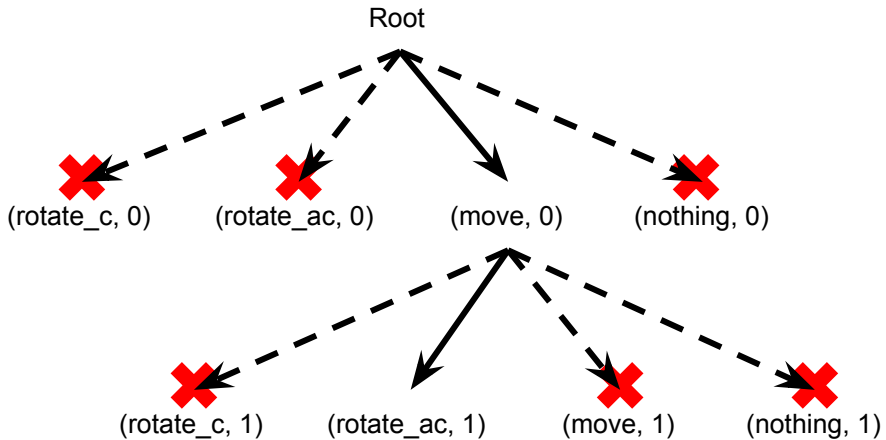 Root
(rotate_c, 0) (rotate_ac, 0) (move, 0) (nothing, 0)
(rotate_c, 1) (rotate_ac, 1) (move, 1) (nothing, 1)